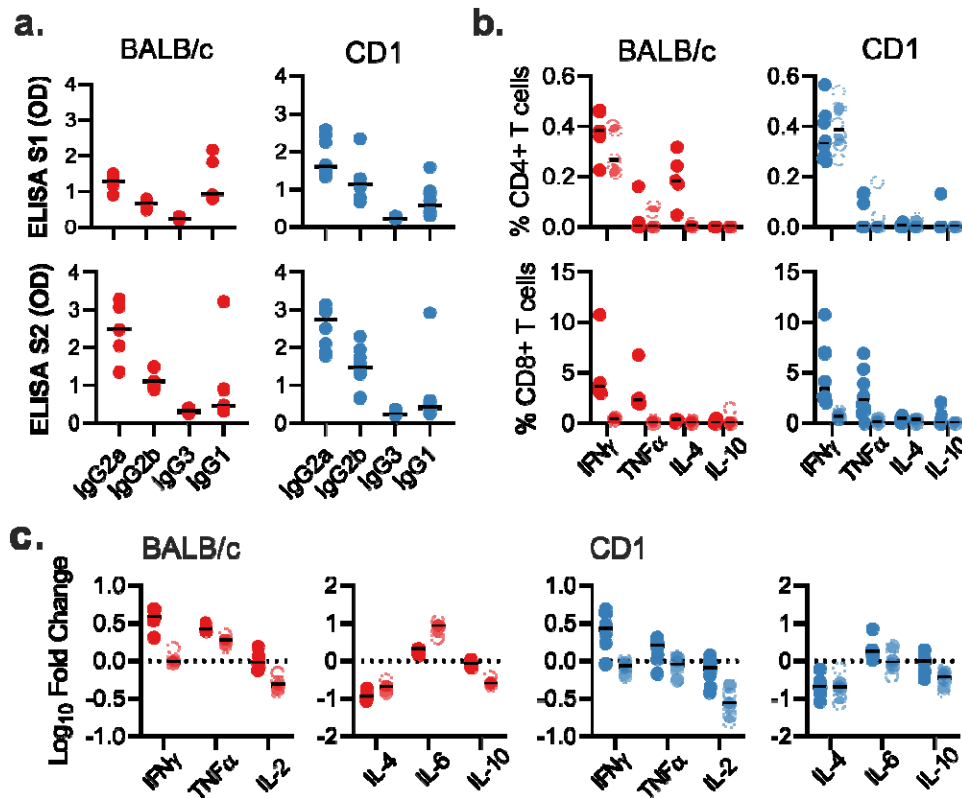 a.
BALB/c
CD1
ELISA S1 (OD)
4
3
2
1
0
4
3
2
1
0
ELISA S2 (OD)
4
3
2
1
0
4
3
2
1
0
IgG2a
IgG2b
IgG3
IgG1
IgG2a
IgG2b
IgG3
IgG1
b.
BALB/c
CD1
% CD4+ T cells
0.6
0.4
0.2
0.0
0.6
0.4
0.2
0.0
% CD8+ T cells
15
10
5
0
15
10
5
0
IFNγ
TNFα
IL-4
IL-10
IFNγ
TNFα
IL-4
IL-10
c.
BALB/c
CD1
Log10 Fold Change
1.0
0.5
0.0
-0.5
-1.0
IFNγ
TNFα
IL-2
2
1
0
-1
-2
IL-4
IL-6
IL-10
1.0
0.5
0.0
-0.5
-1.0
IFNγ
TNFα
IL-2
2
1
0
-1
-2
IL-4
IL-6
IL-10